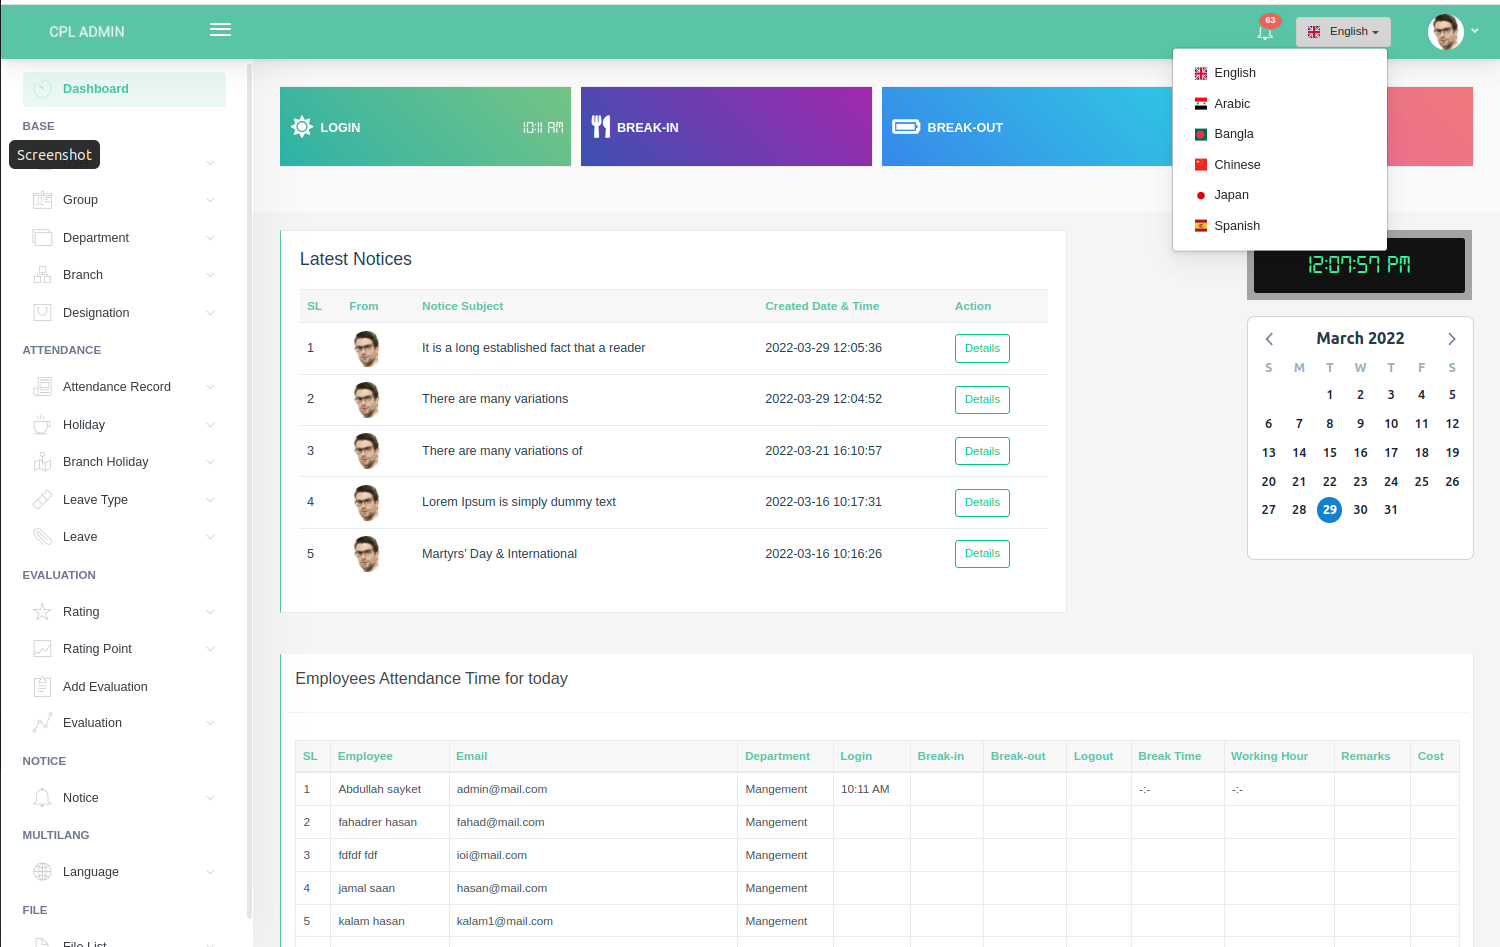 CPL ADMIN
63
English
English
Arabic
Bangla
Chinese
Japan
Spanish
Dashboard
BASE
Screenshot
Group
Department
Branch
Designation
ATTENDANCE
Attendance Record
Holiday
Branch Holiday
Leave Type
Leave
EVALUATION
Rating
Rating Point
Add Evaluation
Evaluation
NOTICE
Notice
MULTILANG
Language
FILE
File List
LOGIN 10:11 AM
BREAK-IN
BREAK-OUT
Latest Notices
SL From Notice Subject Created Date & Time Action
1 It is a long established fact that a reader 2022-03-29 12:05:36 Details
2 There are many variations 2022-03-29 12:04:52 Details
3 There are many variations of 2022-03-21 16:10:57 Details
4 Lorem Ipsum is simply dummy text 2022-03-16 10:17:31 Details
5 Martyrs' Day & International 2022-03-16 10:16:26 Details
12:07:57 PM
March 2022
S M T W T F S
1 2 3 4 5
6 7 8 9 10 11 12
13 14 15 16 17 18 19
20 21 22 23 24 25 26
27 28 29 30 31
Employees Attendance Time for today
SL Employee Email Department Login Break-in Break-out Logout Break Time Working Hour Remarks Cost
1 Abdullah sayket admin@mail.com Mangement 10:11 AM -:- -:-
2 fahadrer hasan fahad@mail.com Mangement
3 fdfdf fdf ioi@mail.com Mangement
4 jamal saan hasan@mail.com Mangement
5 kalam hasan kalam1@mail.com Mangement